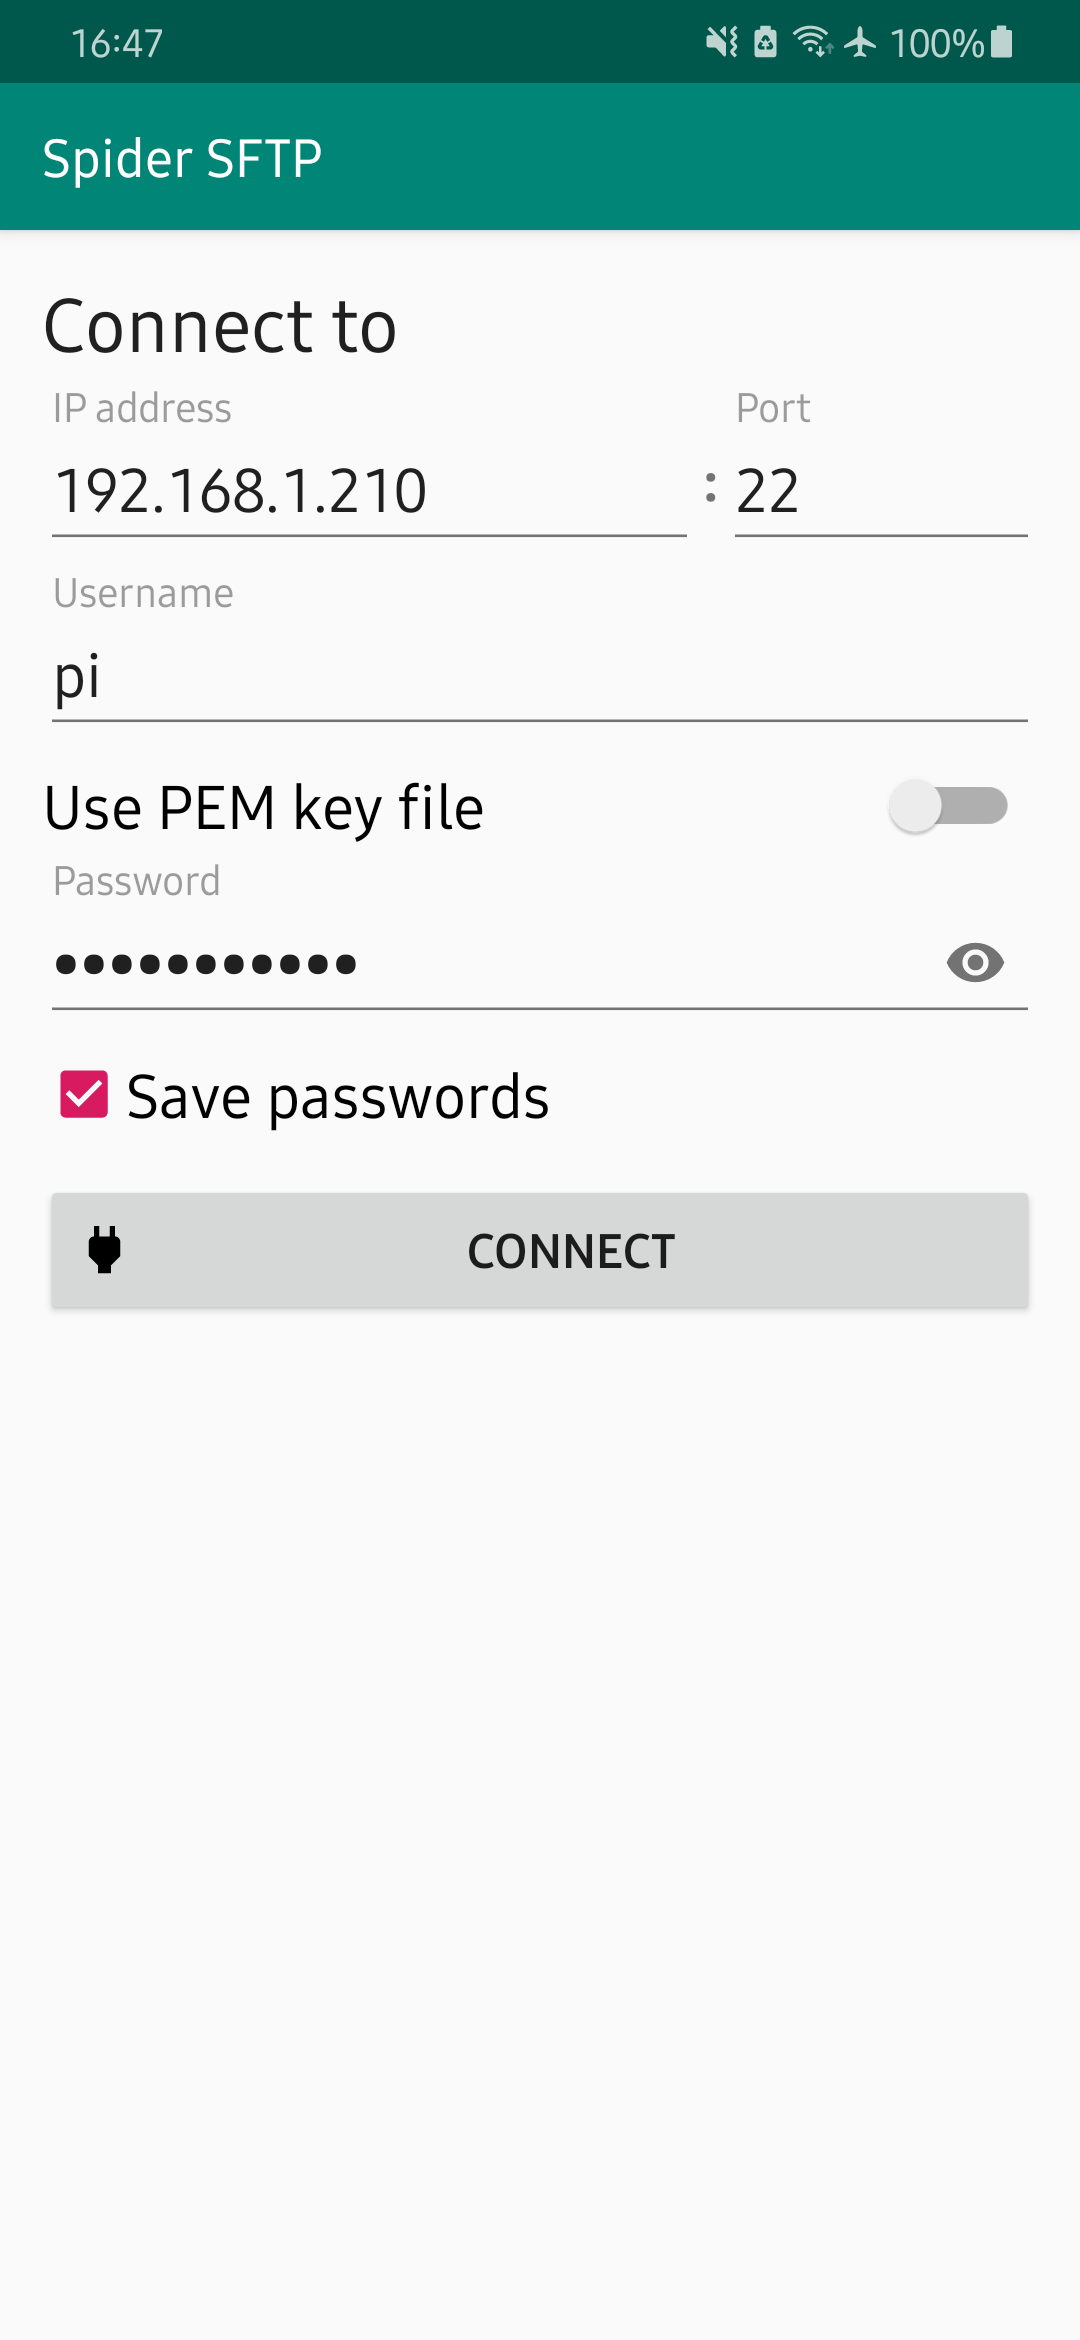 16:47 100%
Spider SFTP
Connect to
IP address Port
192.168.1.210 : 22
Username
pi
Use PEM key file
Password
•••••••••••
Save passwords
CONNECT